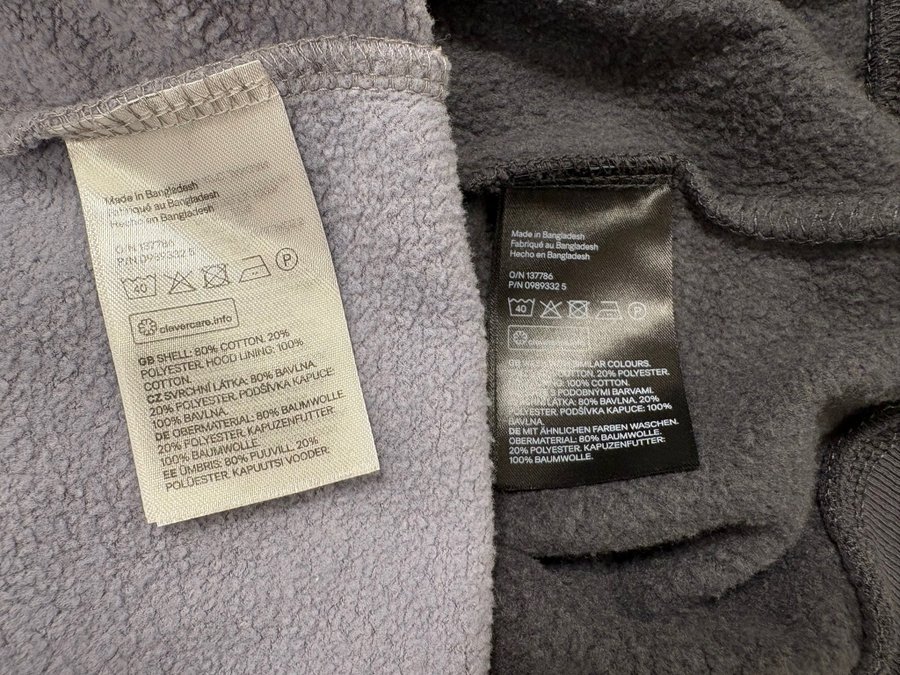 Made in Bangladesh
Fabriqué au Bangladesh
Hecho en Bangladesh
O/N 137786
P/N 0989332 5
40
P
clevercare.info
GB SHELL: 80% COTTON. 20%
POLYESTER. HOOD LINING: 100%
COTTON.
CZ SVRCHNÍ LÁTKA: 80% BAVLNA.
20% POLYESTER. PODŠÍVKA KAPUCE:
100% BAVLNA.
DE OBERMATERIAL: 80% BAUMWOLLE
20% POLYESTER. KAPUZENFUTTER:
100% BAUMWOLLE.
EE ÜMBRIS: 80% PUUVILL. 20%
POLÜESTER. KAPUUTSI VOODER:
Made in Bangladesh
Fabriqué au Bangladesh
Hecho en Bangladesh
O/N 137786
P/N 0989332 5
40
P
clevercare.info
GB SIMILAR COLOURS.
COTTON. 20% POLYESTER.
100% COTTON.
S PODOBNÝMI BARVAMI.
LÁTKA: 80% BAVLNA. 20%
POLYESTER. PODŠÍVKA KAPUCE: 100%
BAVLNA.
DE MIT ÄHNLICHEN FARBEN WASCHEN.
OBERMATERIAL: 80% BAUMWOLLE.
20% POLYESTER. KAPUZENFUTTER:
100% BAUMWOLLE.